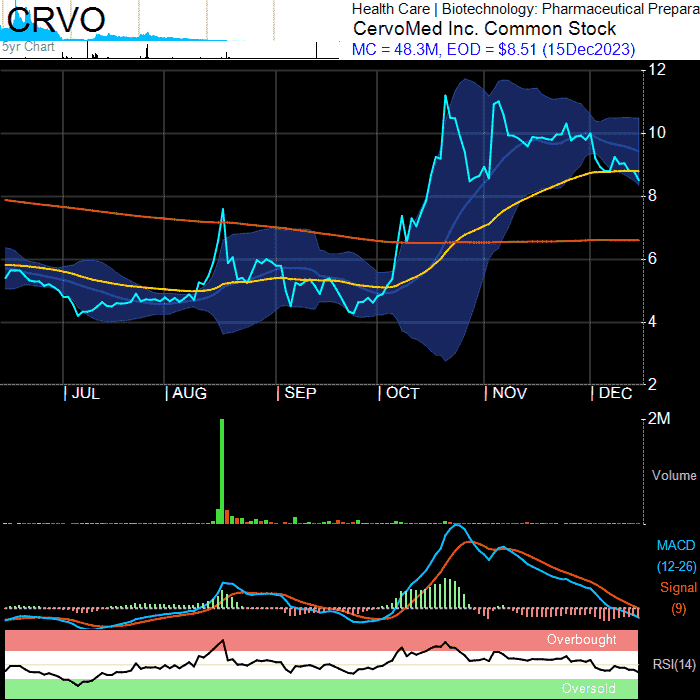 CRVO
5yr Chart
Health Care | Biotechnology: Pharmaceutical Prepara
CervoMed Inc. Common Stock
MC = 48.3M, EOD = $8.51 (15Dec2023)
12
10
8
6
4
2
JUL
AUG
SEP
OCT
NOV
DEC
2M
Volume
MACD
(12-26)
Signal
(9)
Overbought
RSI(14)
Oversold